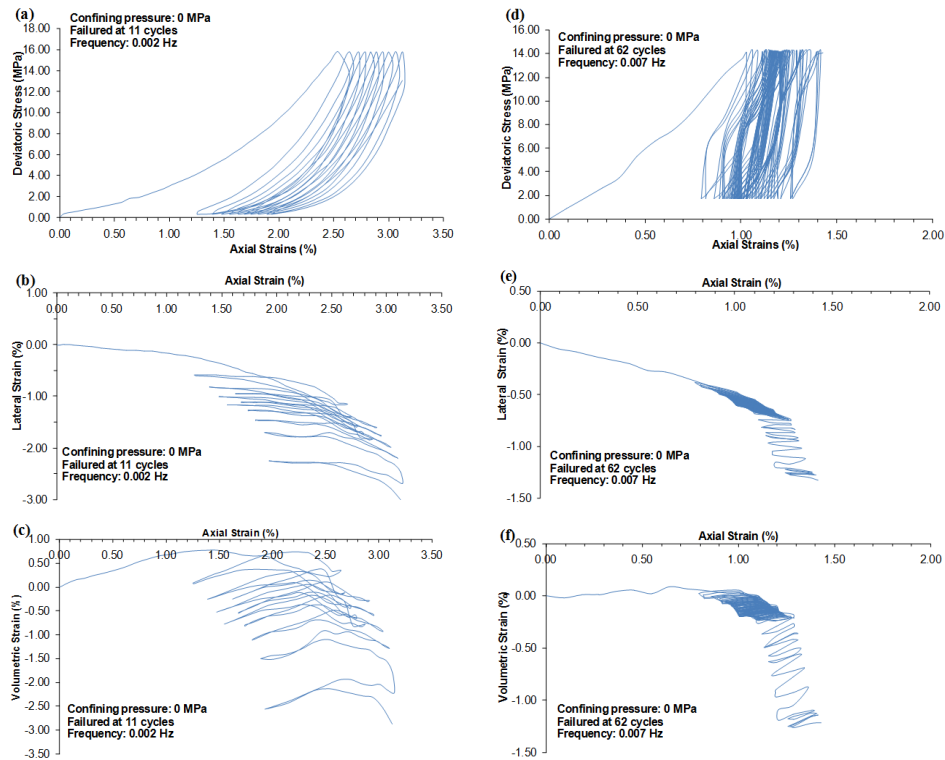 (a)
Confining pressure: 0 MPa
Failured at 11 cycles
Frequency: 0.002 Hz
18.00
16.00
14.00
12.00
10.00
8.00
6.00
4.00
2.00
0.00
Deviatoric Stress (MPa)
0.00 0.50 1.00 1.50 2.00 2.50 3.00 3.50
Axial Strains (%)
(d)
Confining pressure: 0 MPa
Failured at 62 cycles
Frequency: 0.007 Hz
16.00
14.00
12.00
10.00
8.00
6.00
4.00
2.00
0.00
Deviatoric Stress (MPa)
0.00 1.00 2.00
Axial Strains (%)
(b)
Axial Strain (%)
1.00
0.00
-1.00
-2.00
-3.00
Lateral Strain (%)
0.00 0.50 1.00 1.50 2.00 2.50 3.00 3.50
Confining pressure: 0 MPa
Failured at 11 cycles
Frequency: 0.002 Hz
(e)
Axial Strain (%)
0.50
0.00
-0.50
-1.00
-1.50
Lateral Strain (%)
0.00 0.50 1.00 1.50 2.00
Confining pressure: 0 MPa
Failured at 62 cycles
Frequency: 0.007 Hz
(c)
Axial Strain (%)
1.00
0.50
0.00
-0.50
-1.00
-1.50
-2.00
-2.50
-3.00
-3.50
Volumetric Strain (%)
0.00 0.50 1.00 1.50 2.00 2.50 3.00 3.50
Confining pressure: 0 MPa
Failured at 11 cycles
Frequency: 0.002 Hz
(f)
Axial Strain (%)
0.50
0.00
-0.50
-1.00
-1.50
Volumetric Strain (%)
0.00 0.50 1.00 1.50 2.00
Confining pressure: 0 MPa
Failured at 62 cycles
Frequency: 0.007 Hz